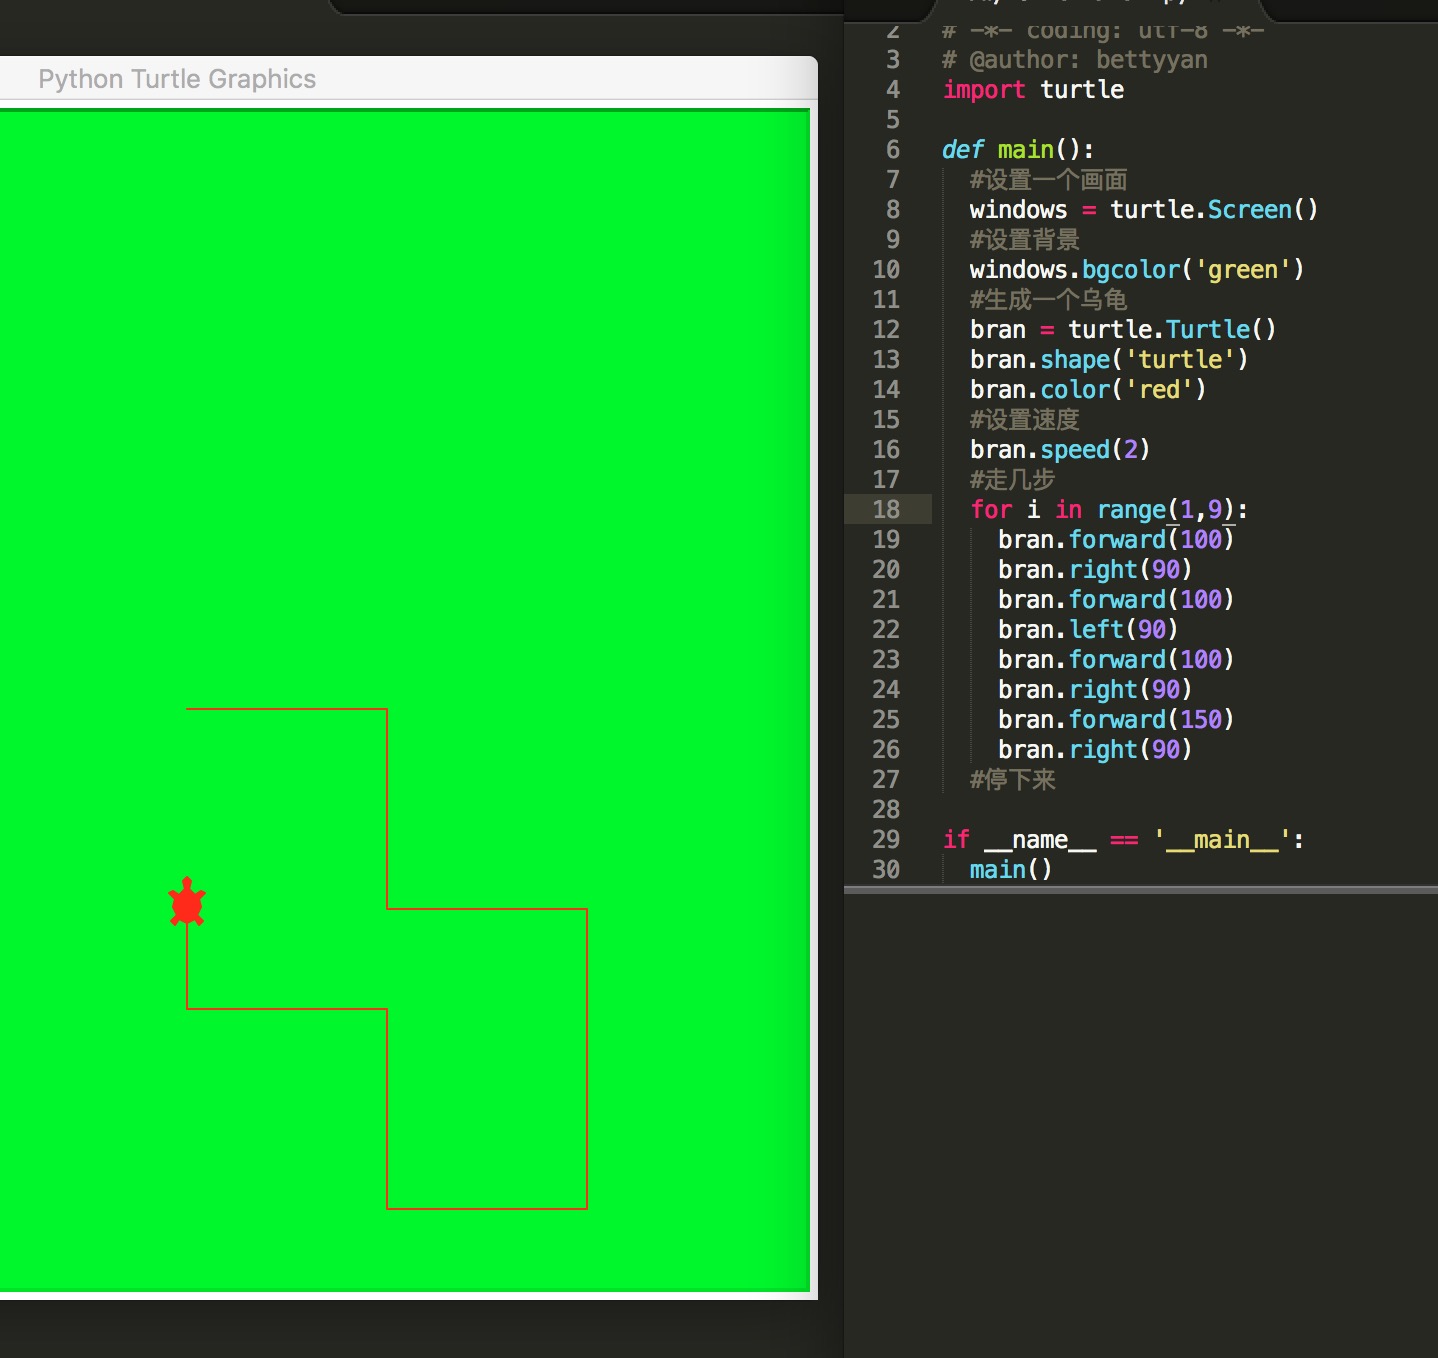 Python Turtle Graphics
2 # -*- coding: utf-8 -*-
3 # @author: bettyyan
4 import turtle
5
6 def main():
7 #设置一个画面
8 windows = turtle.Screen()
9 #设置背景
10 windows.bgcolor('green')
11 #生成一个乌龟
12 bran = turtle.Turtle()
13 bran.shape('turtle')
14 bran.color('red')
15 #设置速度
16 bran.speed(2)
17 #走几步
18 for i in range(1,9):
19 bran.forward(100)
20 bran.right(90)
21 bran.forward(100)
22 bran.left(90)
23 bran.forward(100)
24 bran.right(90)
25 bran.forward(150)
26 bran.right(90)
27 #停下来
28
29 if __name__ == '__main__':
30 main()